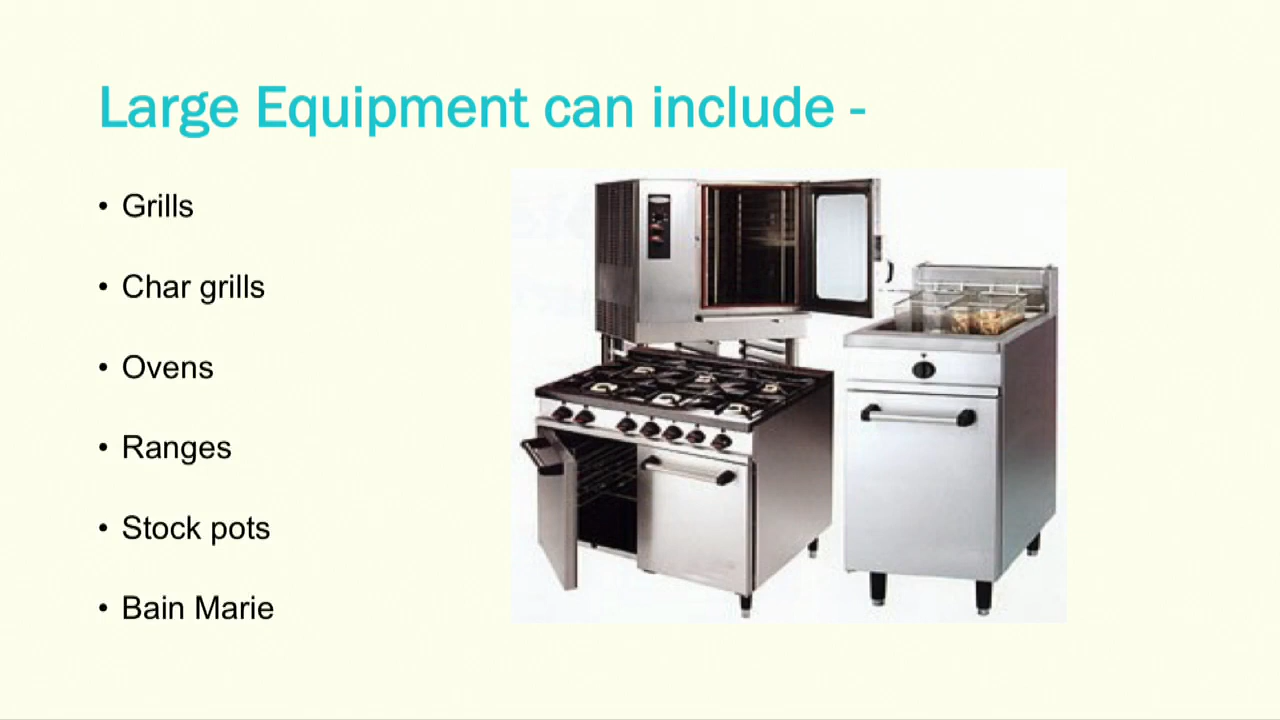 Large Equipment can include -
• Grills
• Char grills
• Ovens
• Ranges
• Stock pots
• Bain Marie